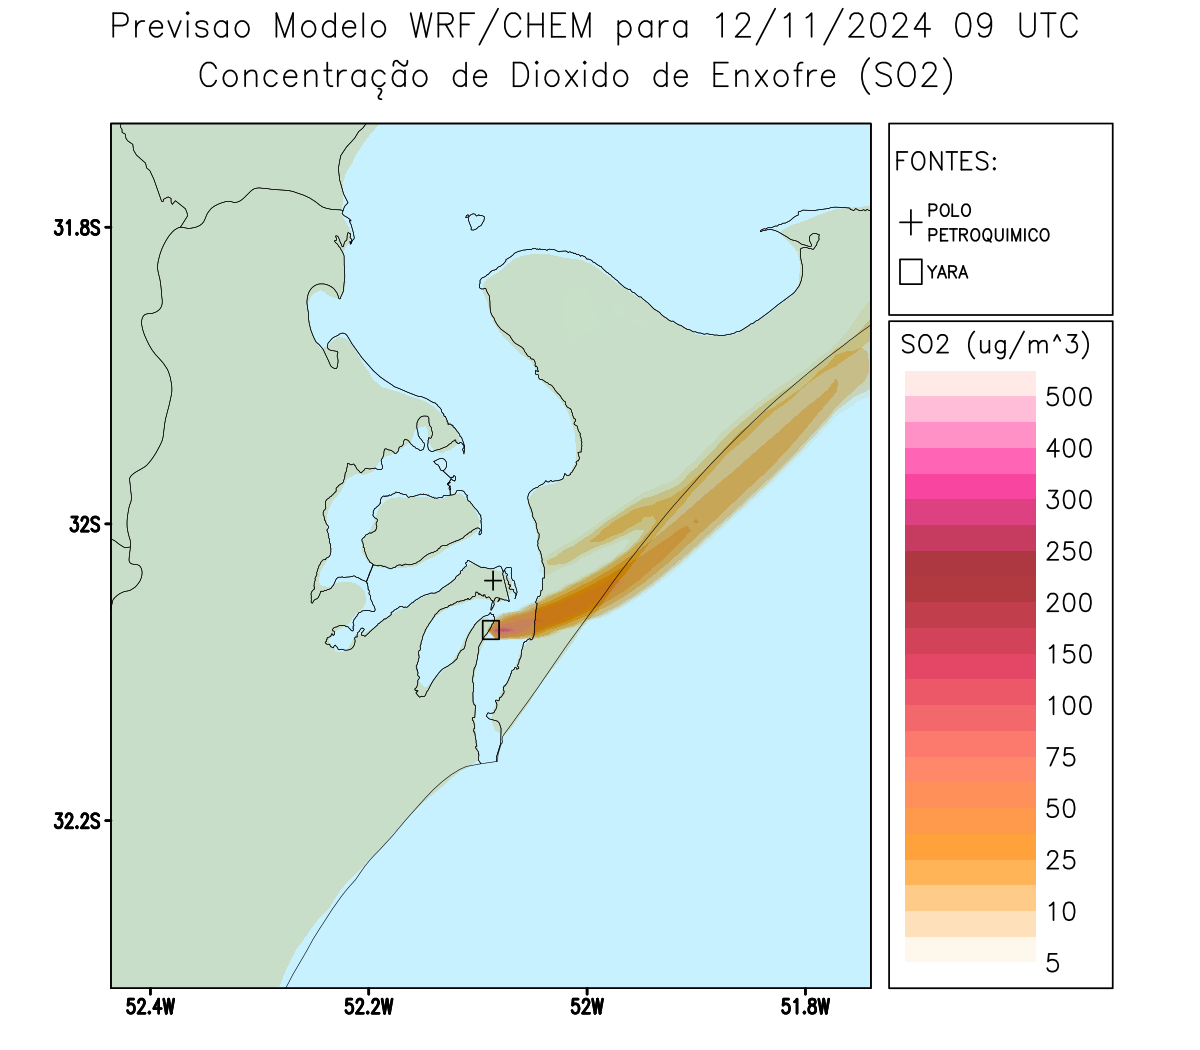 Previsao Modelo WRF/CHEM para 12/11/2024 09 UTC
Concentração de Dioxido de Enxofre (SO2)
FONTES:
POLO
PETROQUIMICO
YARA
SO2 (ug/m^3)
500
400
300
250
200
150
100
75
50
25
10
5
31.8S
32S
32.2S
52.4W
52.2W
52W
51.8W